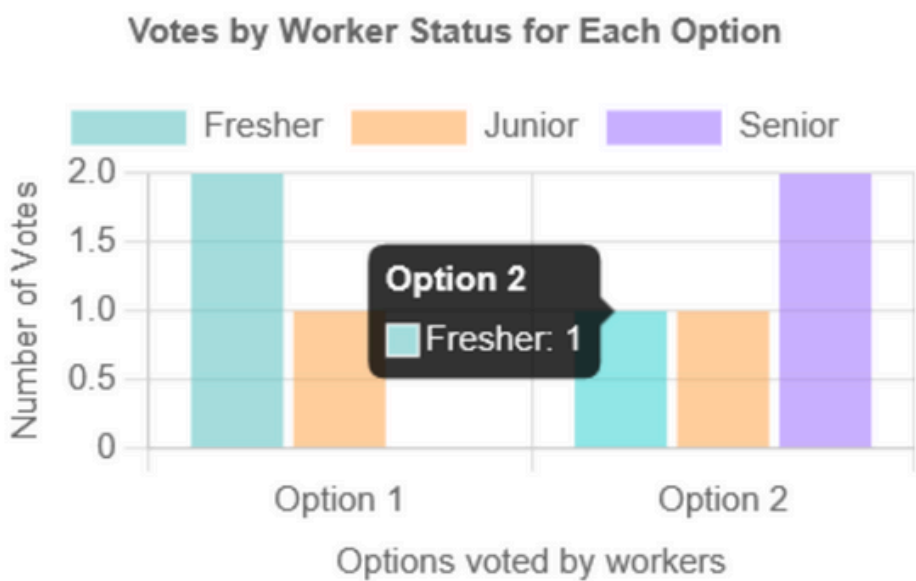 Votes by Worker Status for Each Option
Fresher Junior Senior
Number of Votes
2.0
1.5
1.0
0.5
0
Option 2
Fresher: 1
Option 1 Option 2
Options voted by workers